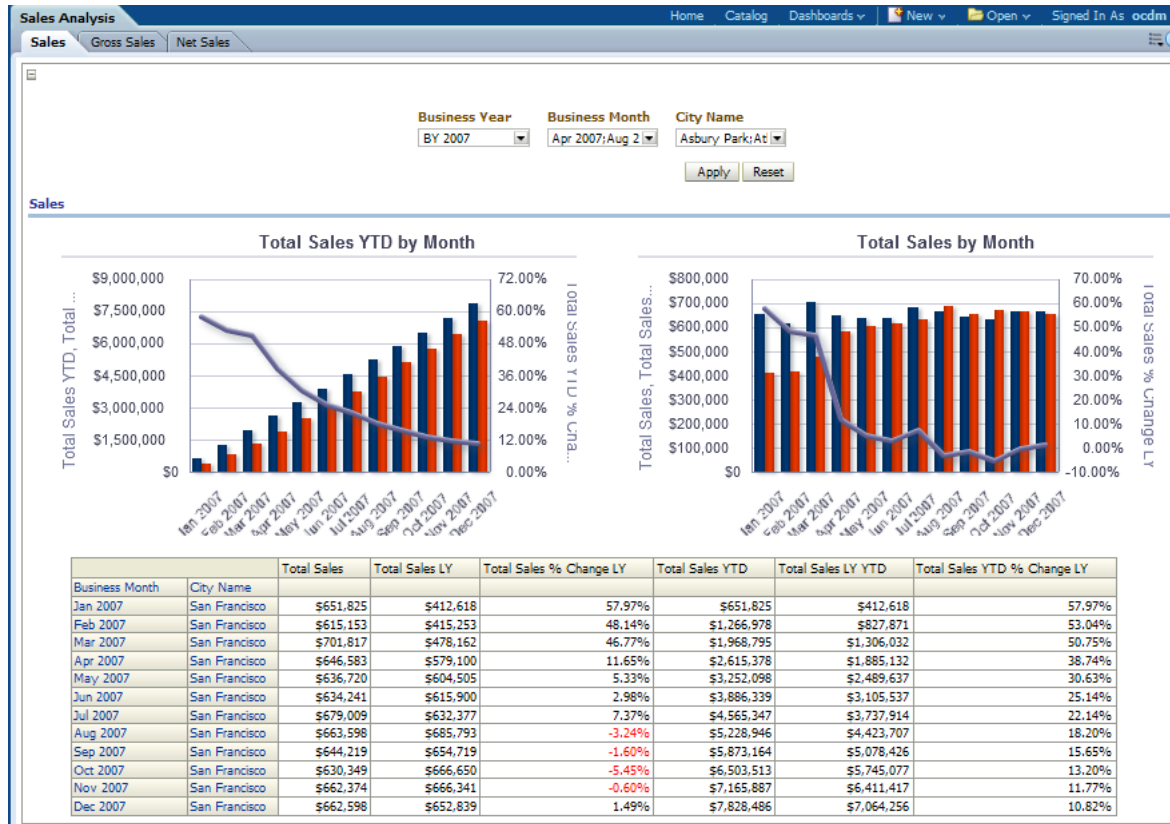 Sales Analysis
Home Catalog Dashboards New Open Signed In As ocdm
Sales Gross Sales Net Sales
Business Year Business Month City Name
BY 2007 Apr 2007;Aug 2 Asbury Park;Atl
Apply Reset
Sales
Total Sales YTD by Month
$9,000,000
$7,500,000
$6,000,000
$4,500,000
$3,000,000
$1,500,000
$0
Total Sales YTD, Total ...
72.00%
60.00%
48.00%
36.00%
24.00%
12.00%
0.00%
Total Sales YTD % Cha...
Jan 2007
Feb 2007
Mar 2007
Apr 2007
May 2007
Jun 2007
Jul 2007
Aug 2007
Sep 2007
Oct 2007
Nov 2007
Dec 2007
Total Sales by Month
$800,000
$700,000
$600,000
$500,000
$400,000
$300,000
$200,000
$100,000
$0
Total Sales, Total Sales...
70.00%
60.00%
50.00%
40.00%
30.00%
20.00%
10.00%
0.00%
-10.00%
Total Sales % Change LY
Jan 2007
Feb 2007
Mar 2007
Apr 2007
May 2007
Jun 2007
Jul 2007
Aug 2007
Sep 2007
Oct 2007
Nov 2007
Dec 2007
Total Sales Total Sales LY Total Sales % Change LY Total Sales YTD Total Sales LY YTD Total Sales YTD % Change LY
Business Month City Name
Jan 2007 San Francisco $651,825 $412,618 57.97% $651,825 $412,618 57.97%
Feb 2007 San Francisco $615,153 $415,253 48.14% $1,266,978 $827,871 53.04%
Mar 2007 San Francisco $701,817 $478,162 46.77% $1,968,795 $1,306,032 50.75%
Apr 2007 San Francisco $646,583 $579,100 11.65% $2,615,378 $1,885,132 38.74%
May 2007 San Francisco $636,720 $604,505 5.33% $3,252,098 $2,489,637 30.63%
Jun 2007 San Francisco $634,241 $615,900 2.98% $3,886,339 $3,105,537 25.14%
Jul 2007 San Francisco $679,009 $632,377 7.37% $4,565,347 $3,737,914 22.14%
Aug 2007 San Francisco $663,598 $685,793 -3.24% $5,228,946 $4,423,707 18.20%
Sep 2007 San Francisco $644,219 $654,719 -1.60% $5,873,164 $5,078,426 15.65%
Oct 2007 San Francisco $630,349 $666,650 -5.45% $6,503,513 $5,745,077 13.20%
Nov 2007 San Francisco $662,374 $666,341 -0.60% $7,165,887 $6,411,417 11.77%
Dec 2007 San Francisco $662,598 $652,839 1.49% $7,828,486 $7,064,256 10.82%